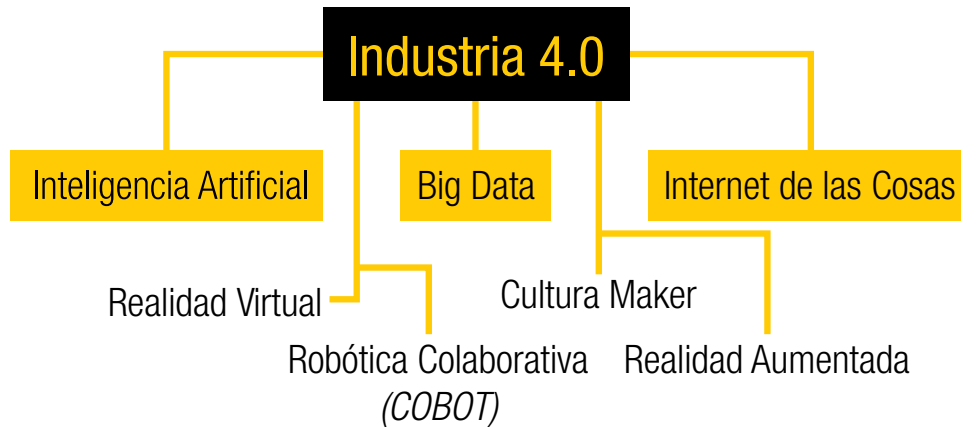 Industria 4.0
Inteligencia Artificial
Big Data
Internet de las Cosas
Realidad Virtual
Cultura Maker
Robótica Colaborativa
(COBOT)
Realidad Aumentada